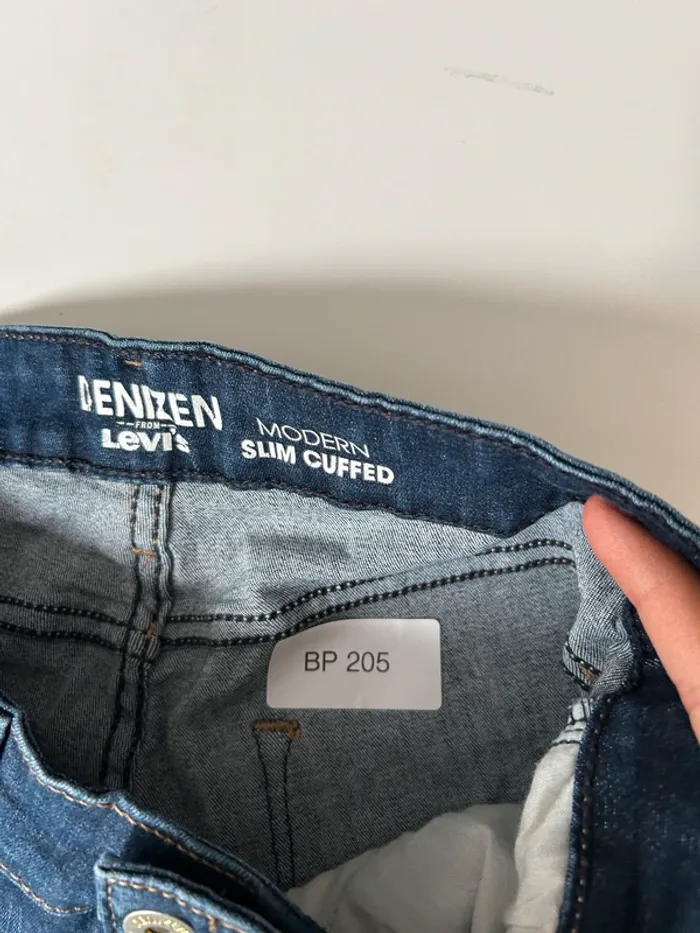 DENIZEN
FROM
Levi's
MODERN
SLIM CUFFED
BP 205